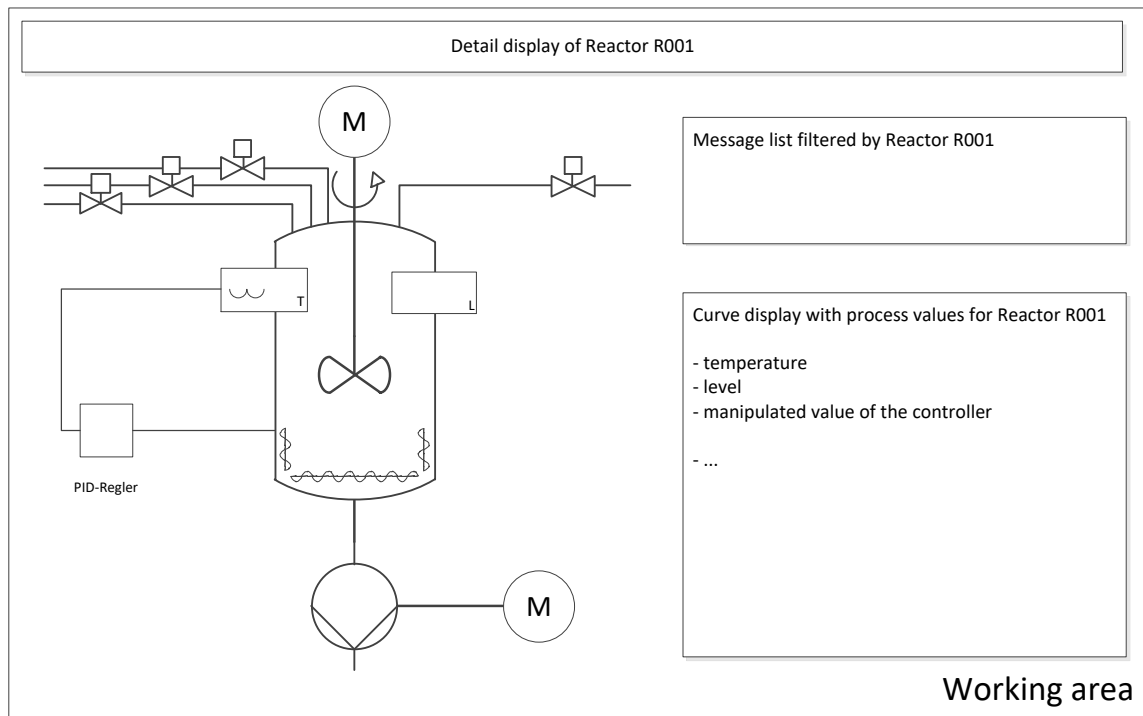 Detail display of Reactor R001
M
Message list filtered by Reactor R001
T
L
Curve display with process values for Reactor R001
- temperature
- level
- manipulated value of the controller
- ...
PID-Regler
M
Working area